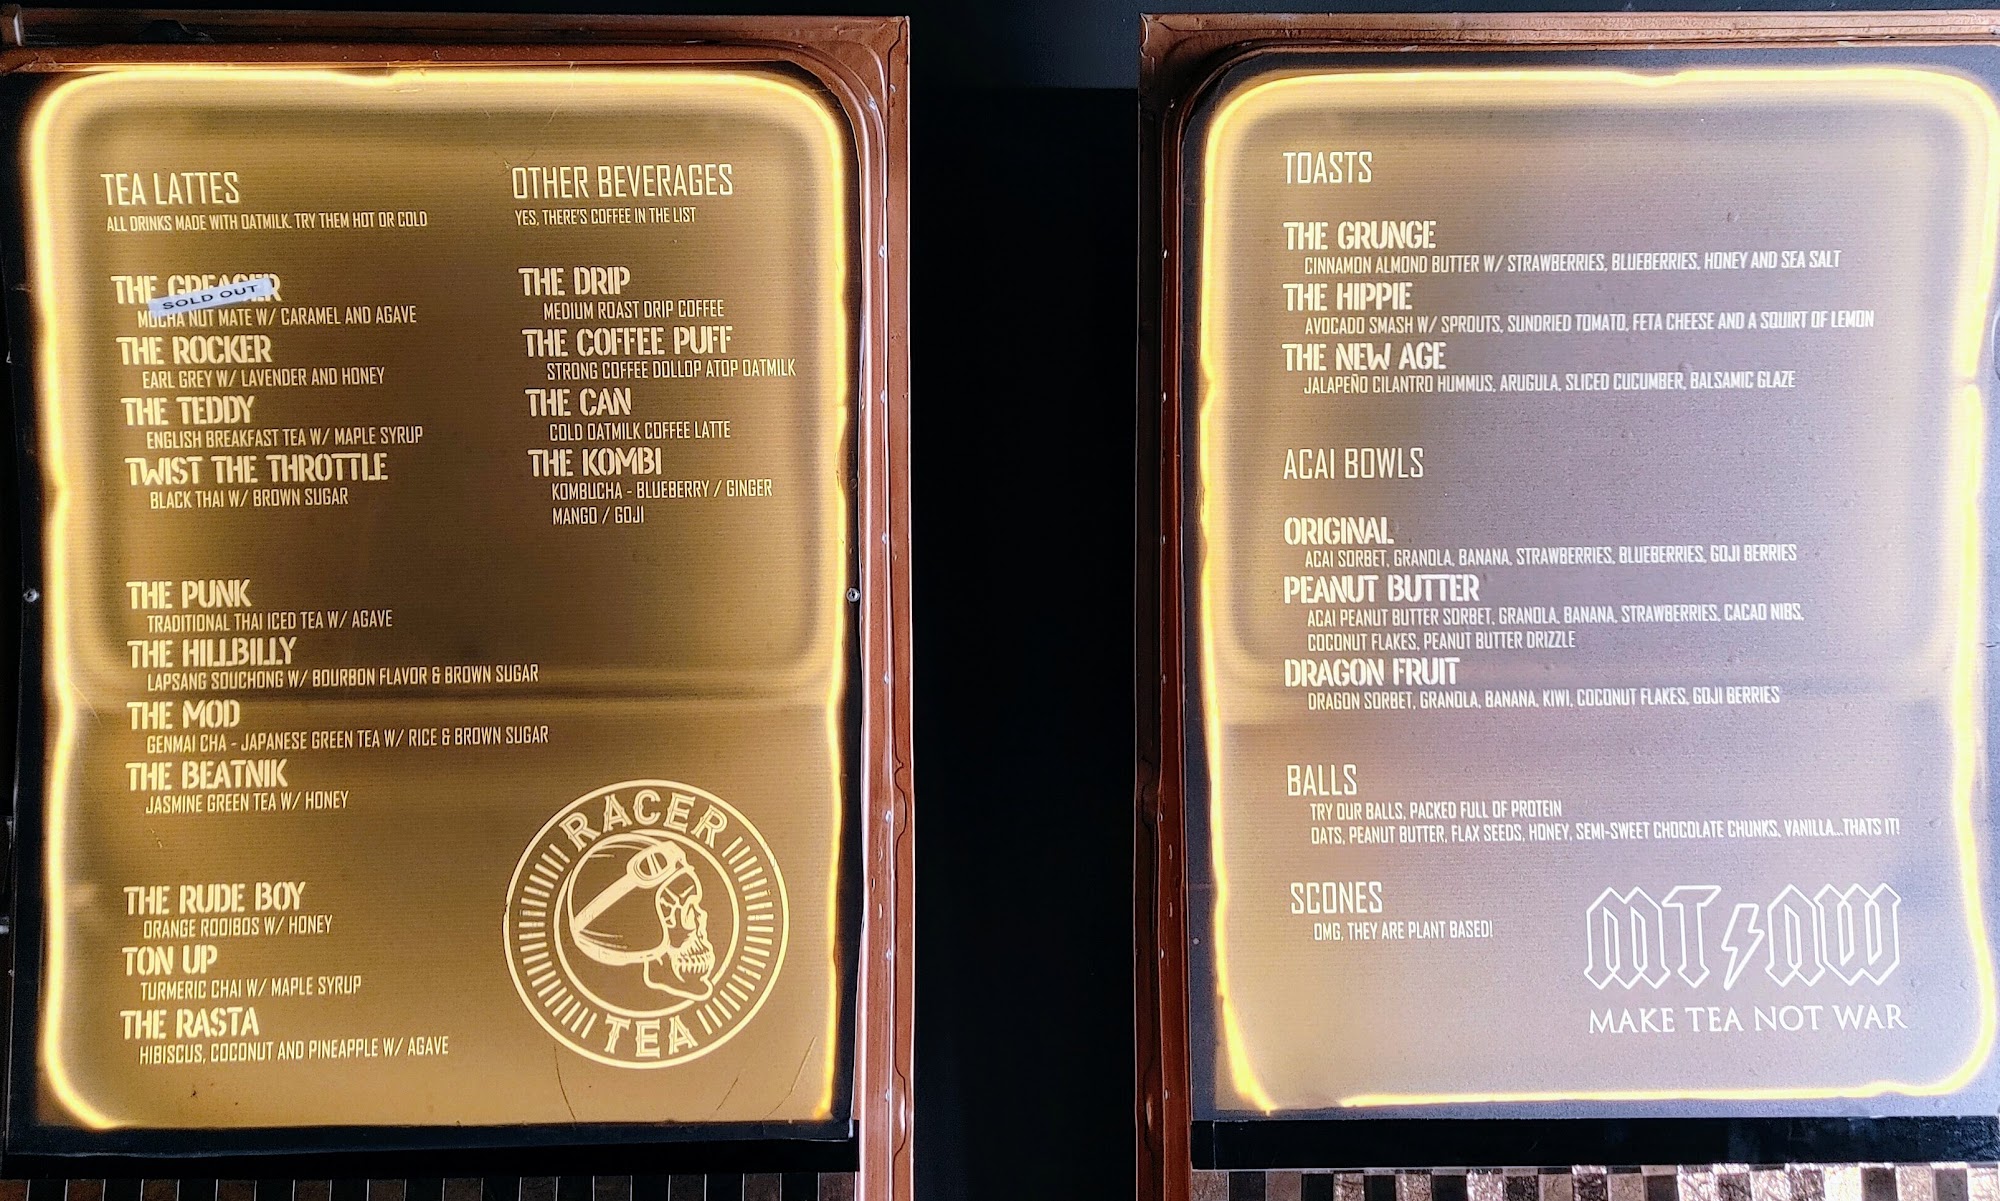 TEA LATTES
ALL DRINKS MADE WITH OATMILK. TRY THEM HOT OR COLD
THE GREASER
SOLD OUT
MOCHA NUT MATE W/ CARAMEL AND AGAVE
THE ROCKER
EARL GREY W/ LAVENDER AND HONEY
THE TEDDY
ENGLISH BREAKFAST TEA W/ MAPLE SYRUP
TWIST THE THROTTLE
BLACK THAI W/ BROWN SUGAR
THE PUNK
TRADITIONAL THAI ICED TEA W/ AGAVE
THE HILLBILLY
LAPSANG SOUCHONG W/ BOURBON FLAVOR & BROWN SUGAR
THE MOD
GENMAI CHA - JAPANESE GREEN TEA W/ RICE & BROWN SUGAR
THE BEATNIK
JASMINE GREEN TEA W/ HONEY
THE RUDE BOY
ORANGE ROOIBOS W/ HONEY
TON UP
TURMERIC CHAI W/ MAPLE SYRUP
THE RASTA
HIBISCUS, COCONUT AND PINEAPPLE W/ AGAVE
OTHER BEVERAGES
YES, THERE'S COFFEE IN THE LIST
THE DRIP
MEDIUM ROAST DRIP COFFEE
THE COFFEE PUFF
STRONG COFFEE DOLLOP ATOP OATMILK
THE CAN
COLD OATMILK COFFEE LATTE
THE KOMBI
KOMBUCHA - BLUEBERRY / GINGER
MANGO / GOJI
RACER
TEA
TOASTS
THE GRUNGE
CINNAMON ALMOND BUTTER W/ STRAWBERRIES, BLUEBERRIES, HONEY AND SEA SALT
THE HIPPIE
AVOCADO SMASH W/ SPROUTS, SUNDRIED TOMATO, FETA CHEESE AND A SQUIRT OF LEMON
THE NEW AGE
JALAPEÑO CILANTRO HUMMUS, ARUGULA, SLICED CUCUMBER, BALSAMIC GLAZE
ACAI BOWLS
ORIGINAL
ACAI SORBET, GRANOLA, BANANA, STRAWBERRIES, BLUEBERRIES, GOJI BERRIES
PEANUT BUTTER
ACAI PEANUT BUTTER SORBET, GRANOLA, BANANA, STRAWBERRIES, CACAO NIBS,
COCONUT FLAKES, PEANUT BUTTER DRIZZLE
DRAGON FRUIT
DRAGON SORBET, GRANOLA, BANANA, KIWI, COCONUT FLAKES, GOJI BERRIES
BALLS
TRY OUR BALLS, PACKED FULL OF PROTEIN
OATS, PEANUT BUTTER, FLAX SEEDS, HONEY, SEMI-SWEET CHOCOLATE CHUNKS, VANILLA...THATS IT!
SCONES
OMG, THEY ARE PLANT BASED!
MT NW
MAKE TEA NOT WAR